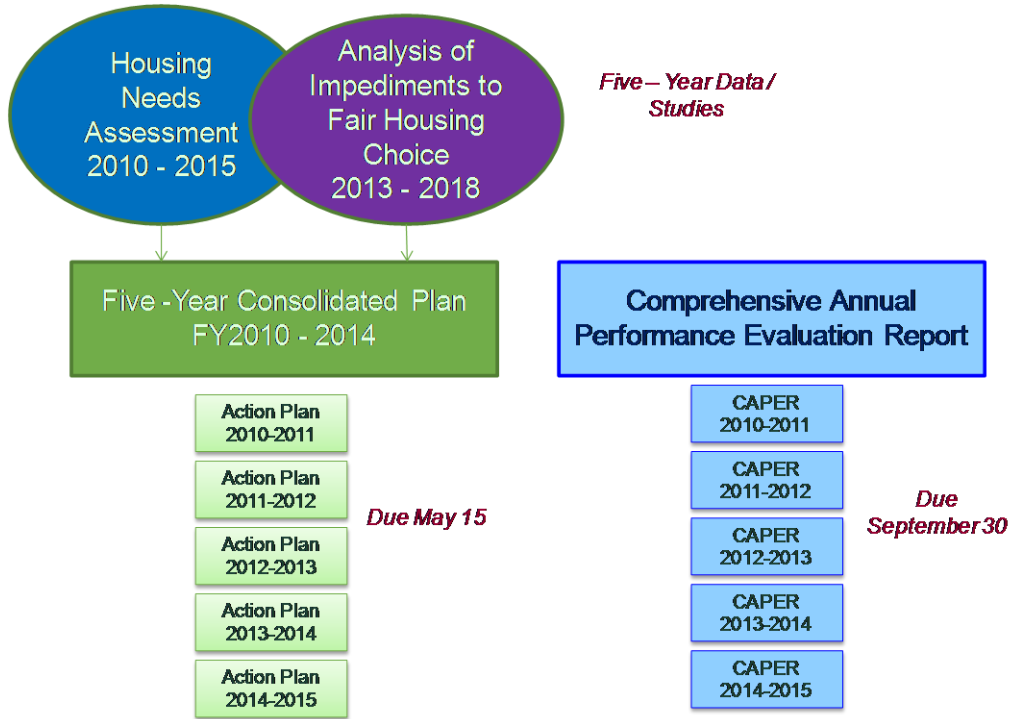 Housing
Needs
Assessment
2010 - 2015
Analysis of
Impediments to
Fair Housing
Choice
2013 - 2018
Five – Year Data /
Studies
Five -Year Consolidated Plan
FY2010 - 2014
Comprehensive Annual
Performance Evaluation Report
Action Plan
2010-2011
Action Plan
2011-2012
Action Plan
2012-2013
Action Plan
2013-2014
Action Plan
2014-2015
Due May 15
CAPER
2010-2011
CAPER
2011-2012
CAPER
2012-2013
CAPER
2013-2014
CAPER
2014-2015
Due
September 30